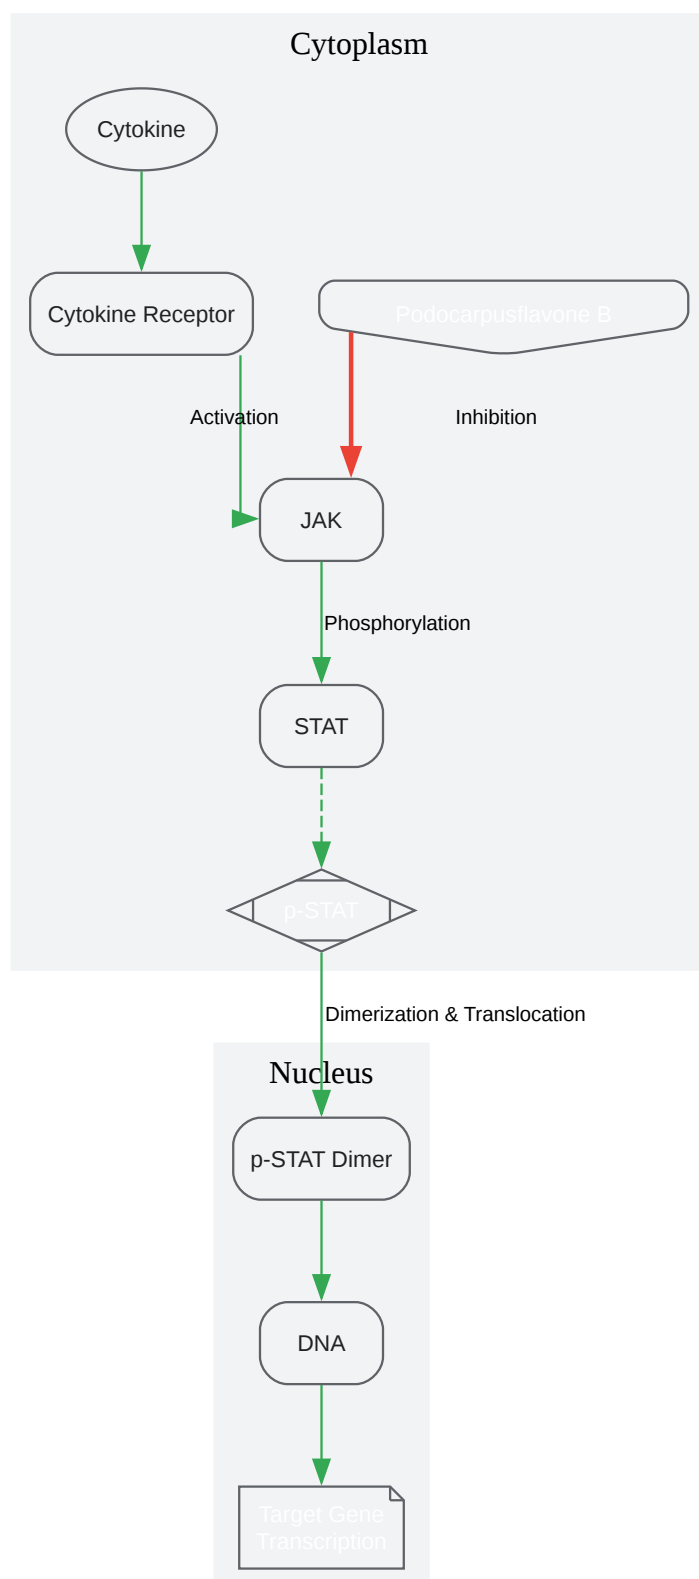 Cytoplasm
Cytokine
Cytokine Receptor
Podocarpusflavone B
Activation
Inhibition
JAK
Phosphorylation
STAT
p-STAT
Dimerization & Translocation
Nucleus
p-STAT Dimer
DNA
Target Gene
Transcription